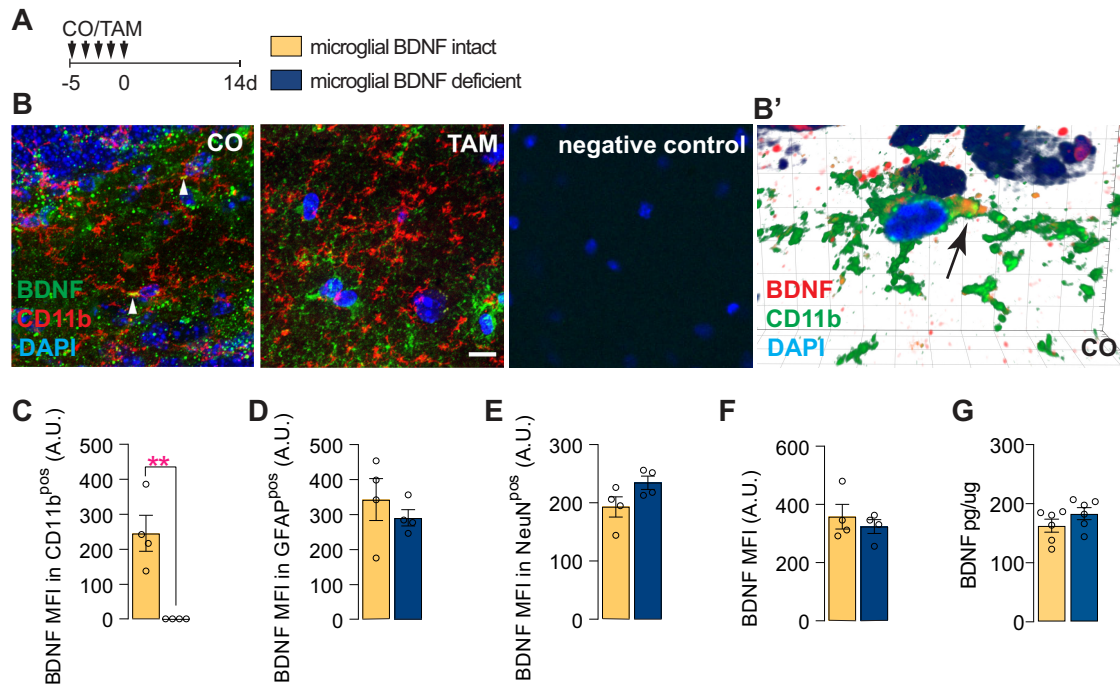 A
CO/TAM
-5 0 14d
microglial BDNF intact
microglial BDNF deficient
B
CO
BDNF
CD11b
DAPI
TAM
negative control
B'
BDNF
CD11b
DAPI
CO
C
BDNF MFI in CD11b^pos (A.U.)
500
400
300
200
100
0
**
D
BDNF MFI in GFAP^pos (A.U.)
500
400
300
200
100
0
E
BDNF MFI in NeuN^pos (A.U.)
300
200
100
0
F
BDNF MFI (A.U.)
600
400
200
0
G
BDNF pg/ug
300
200
100
0